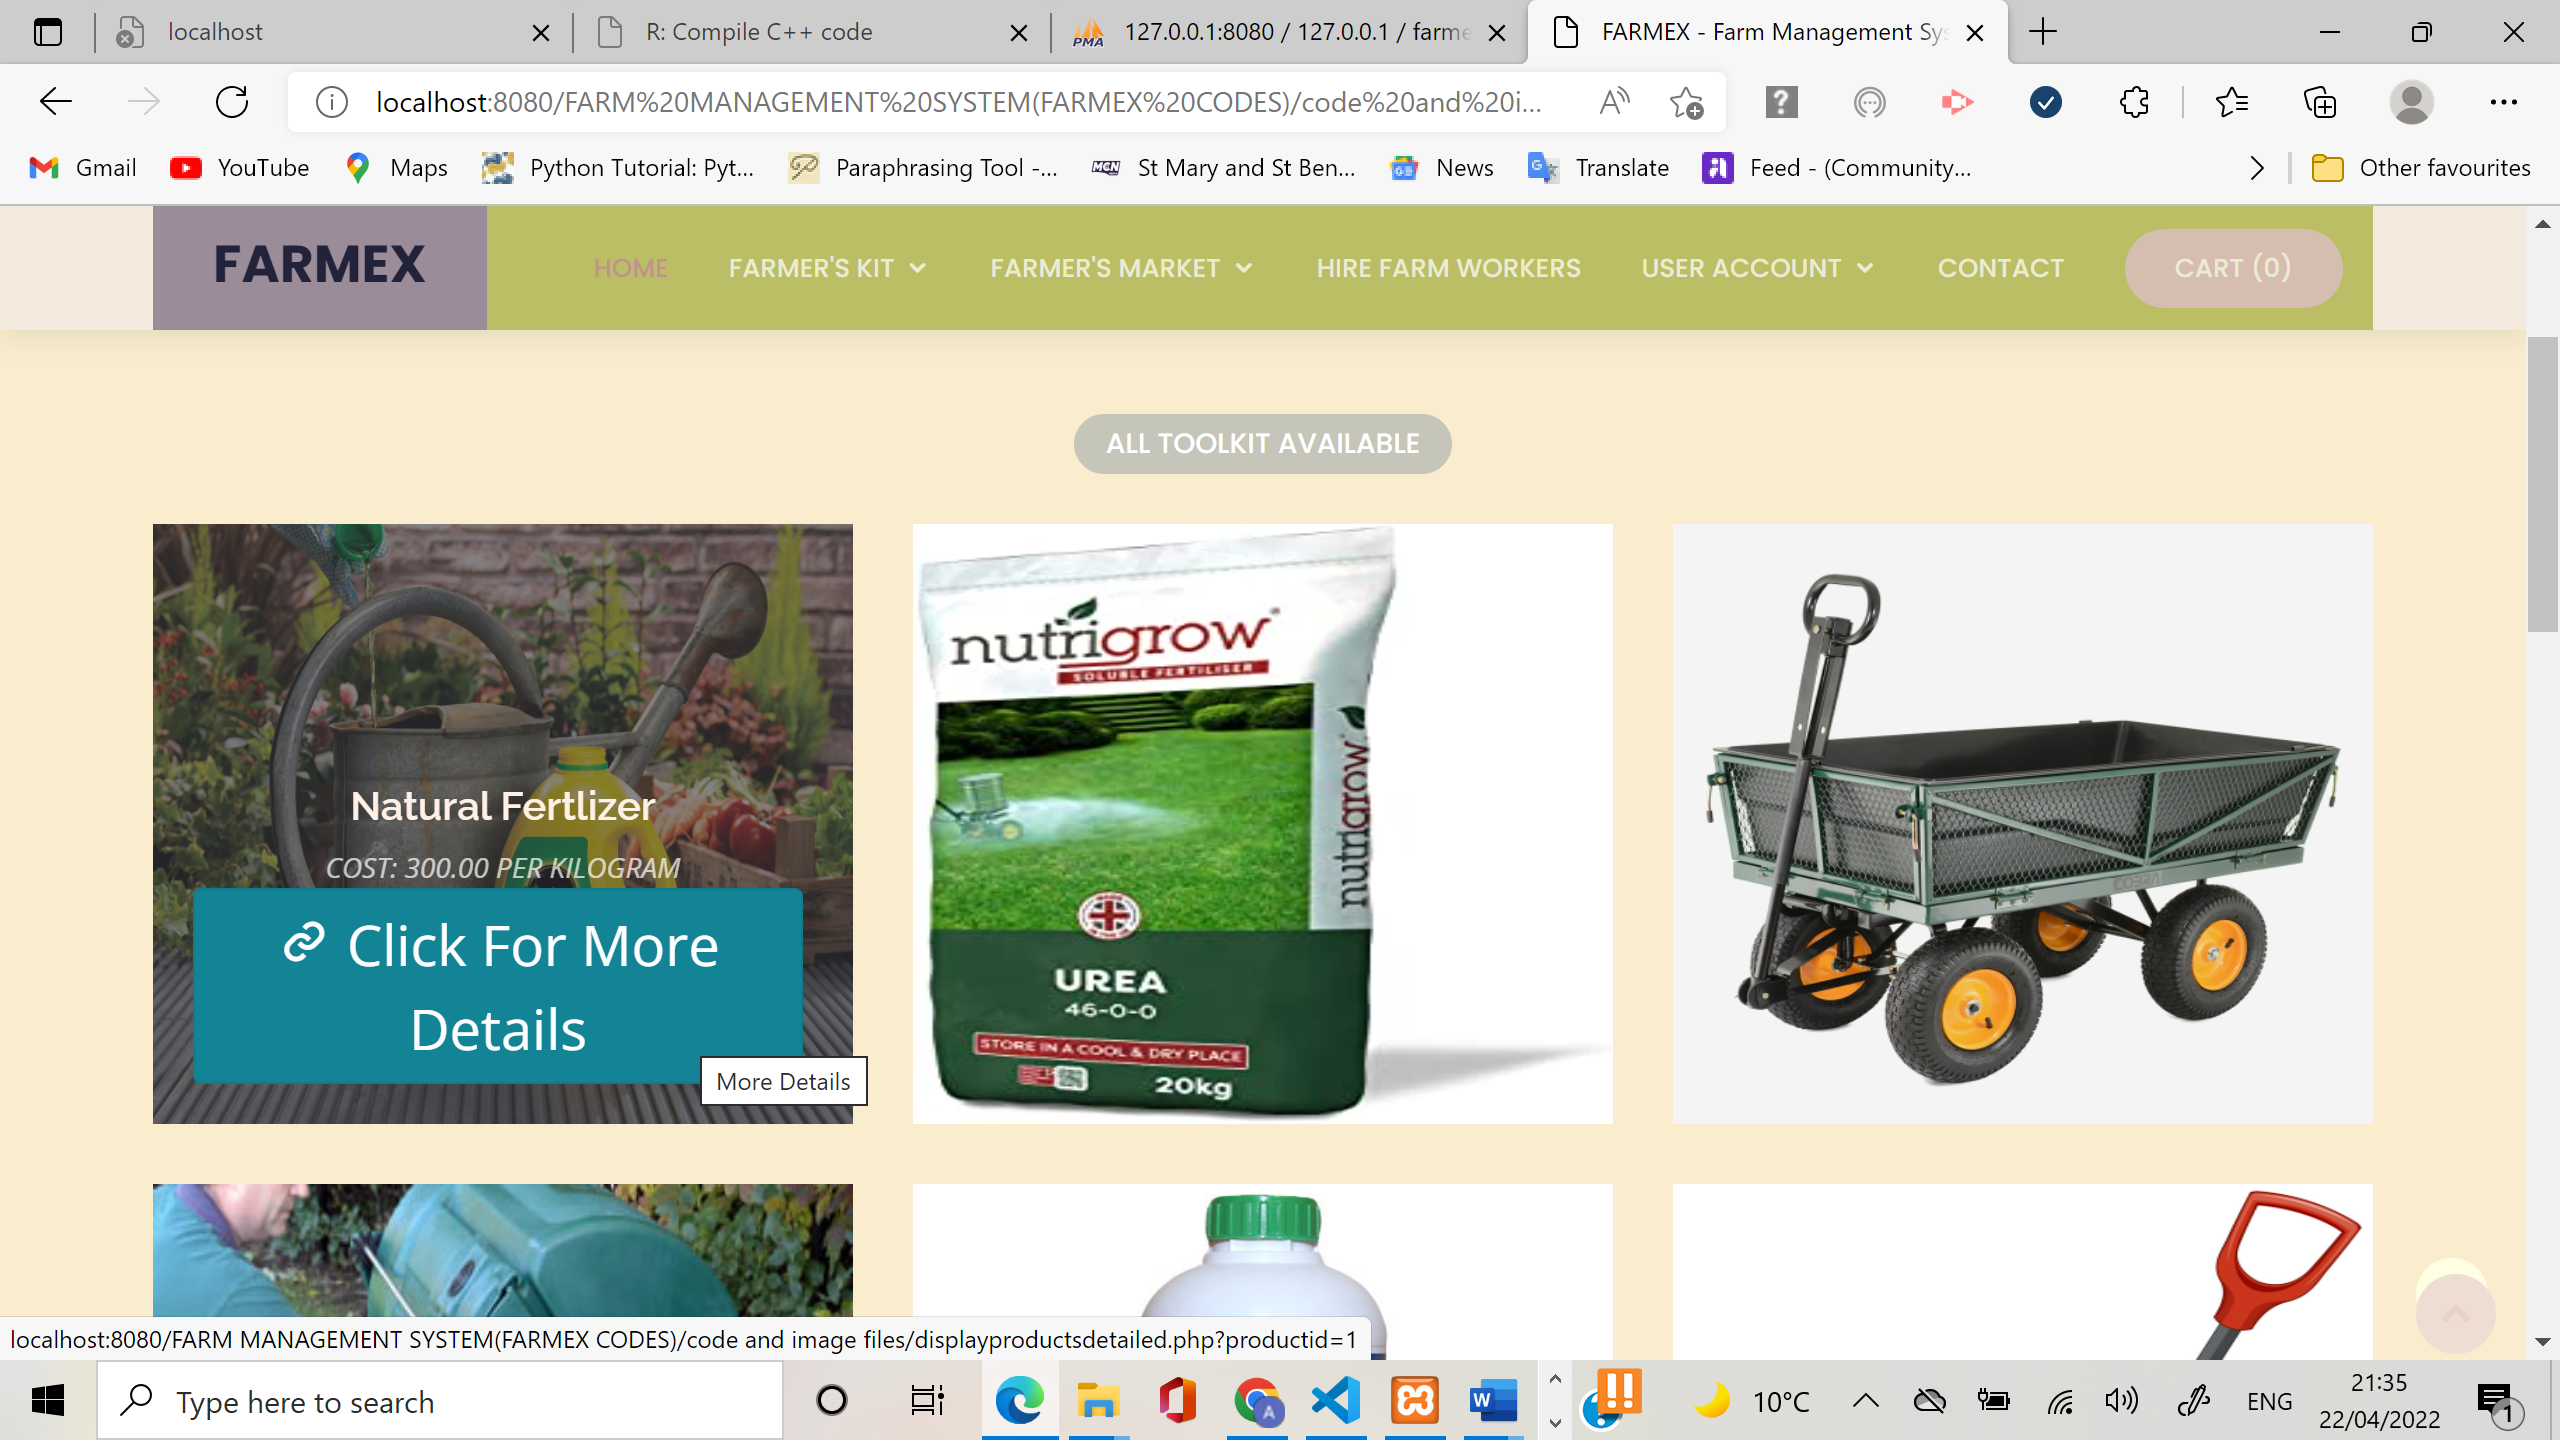 localhost
R: Compile C++ code
127.0.0.1:8080 / 127.0.0.1 / farme
FARMEX - Farm Management Sys
localhost:8080/FARM%20MANAGEMENT%20SYSTEM(FARMEX%20CODES)/code%20and%20i...
Gmail
YouTube
Maps
Python Tutorial: Pyt...
Paraphrasing Tool -...
St Mary and St Ben...
News
Translate
Feed - (Community...
Other favourites
FARMEX
HOME
FARMER'S KIT
FARMER'S MARKET
HIRE FARM WORKERS
USER ACCOUNT
CONTACT
CART (0)
ALL TOOLKIT AVAILABLE
Natural Fertlizer
COST: 300.00 PER KILOGRAM
Click For More
Details
More Details
nutrigrow
SOLUBLE FERTILISER
nutrigrow
UREA
46-0-0
STORE IN A COOL & DRY PLACE
20kg
COBRA
localhost:8080/FARM MANAGEMENT SYSTEM(FARMEX CODES)/code and image files/displayproductsdetailed.php?productid=1
Type here to search
10°C
ENG
21:35
22/04/2022
1